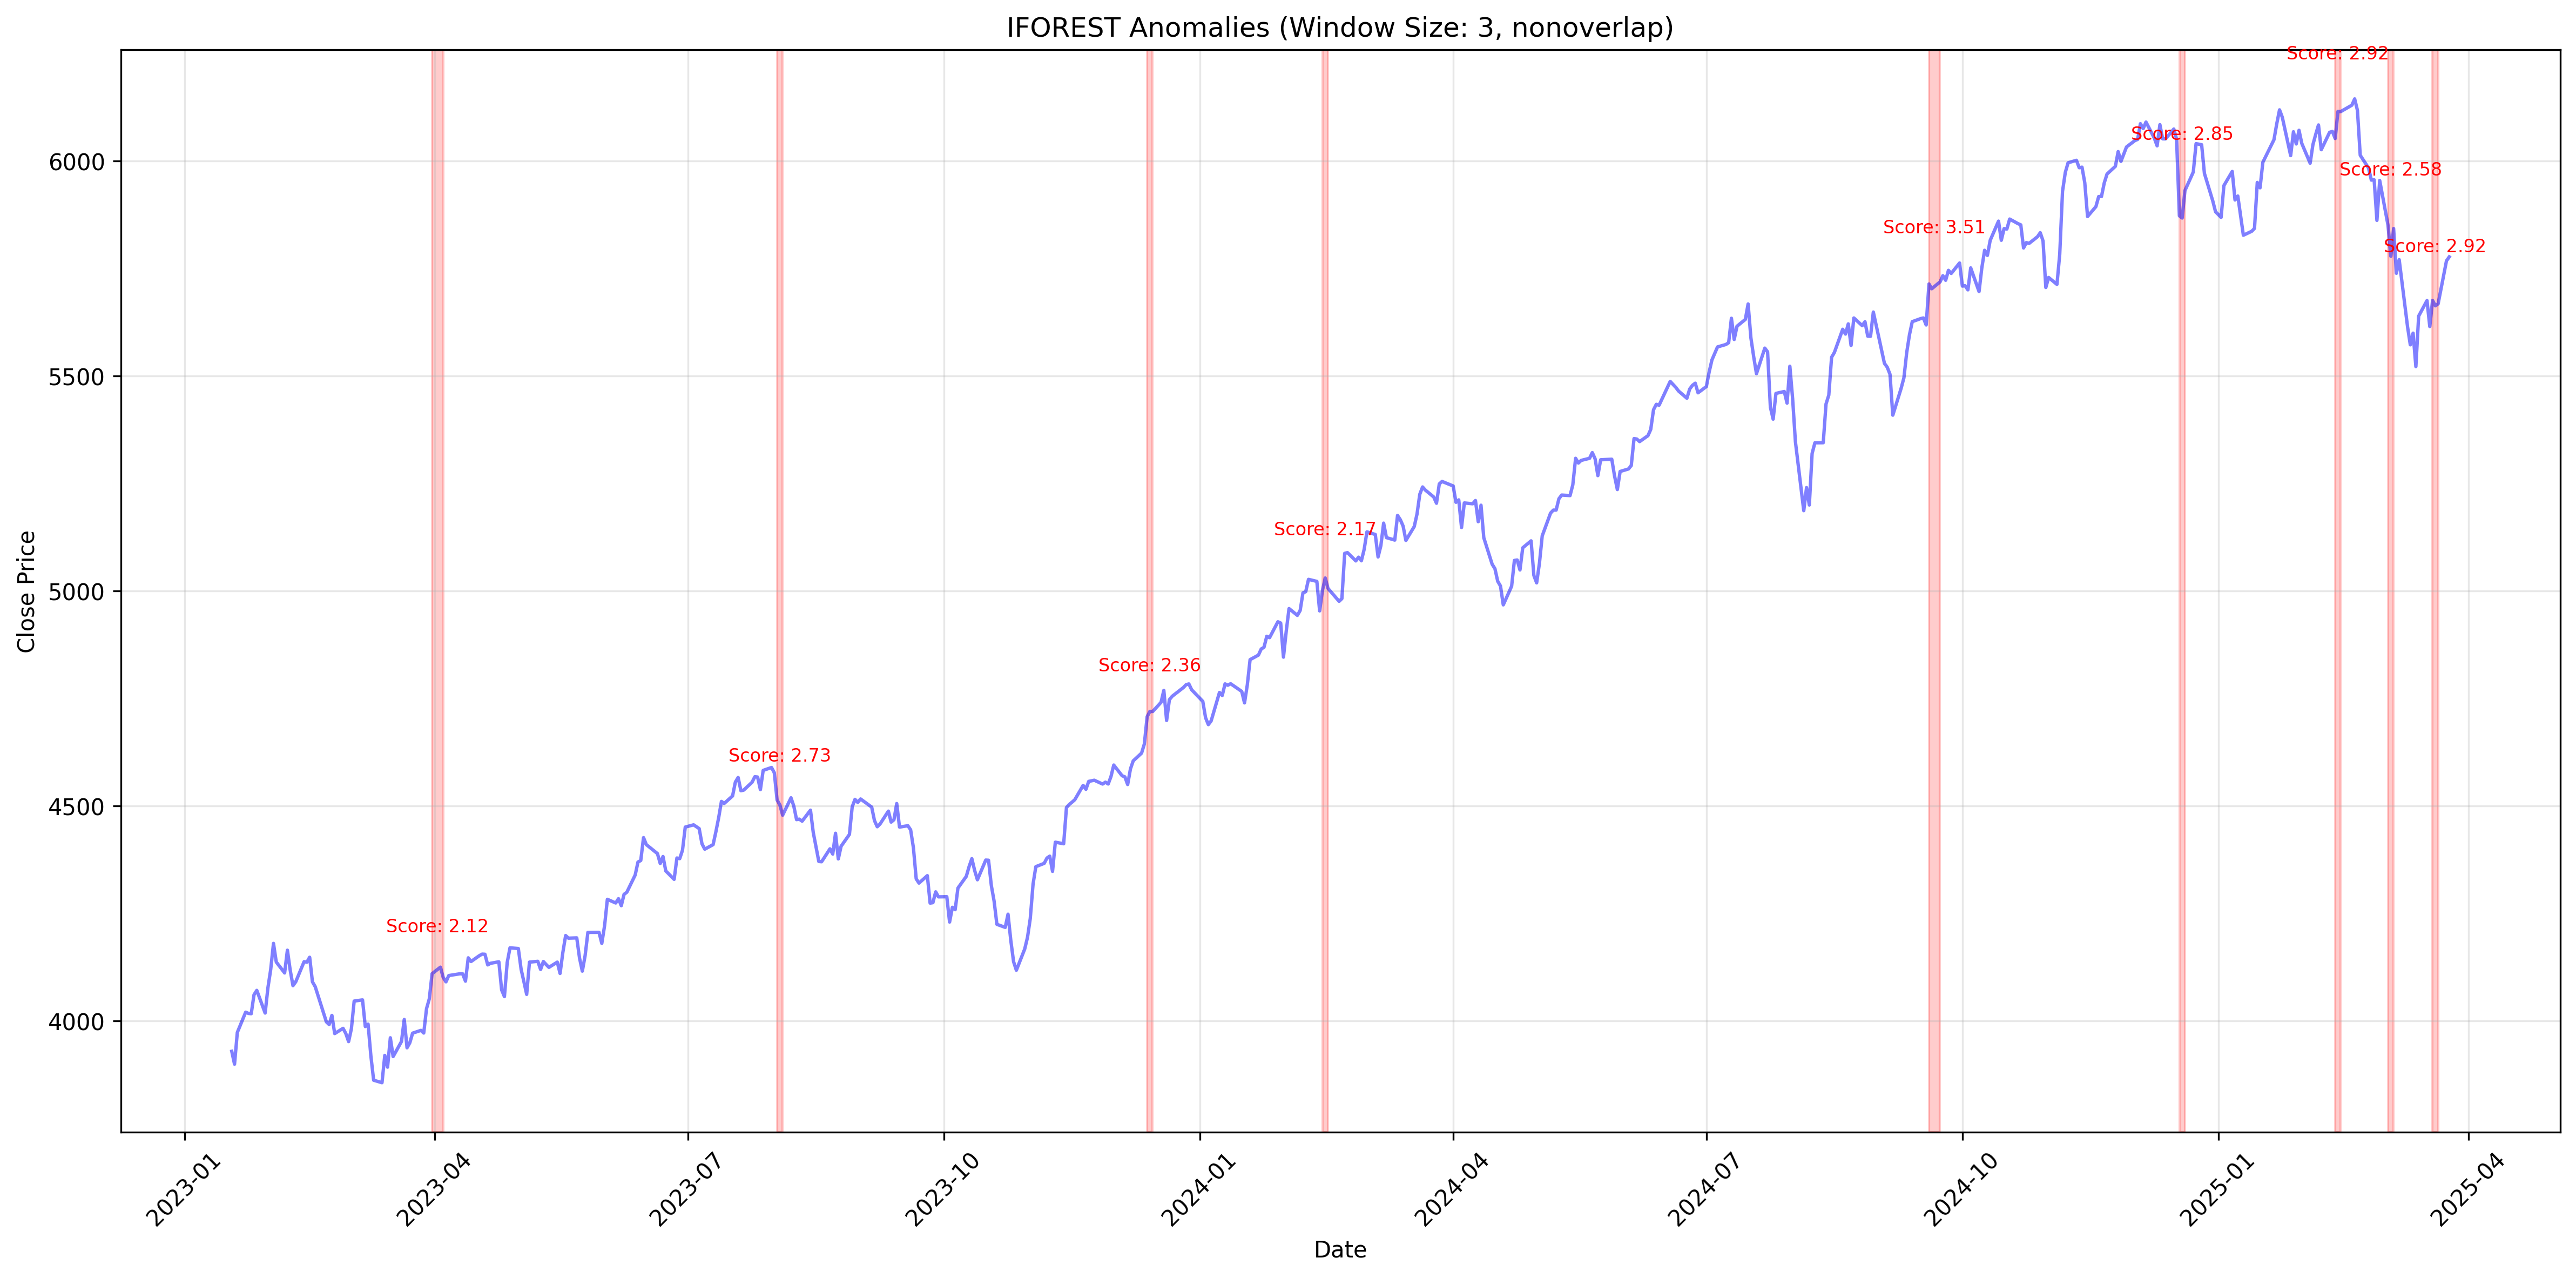 IFOREST Anomalies (Window Size: 3, nonoverlap)
Score: 2.92
Score: 2.85
Score: 2.58
Score: 3.51
Score: 2.92
Score: 2.17
Score: 2.36
Score: 2.73
Score: 2.12
Close Price
6000
5500
5000
4500
4000
2023-01
2023-04
2023-07
2023-10
2024-01
2024-04
2024-07
2024-10
2025-01
2025-04
Date